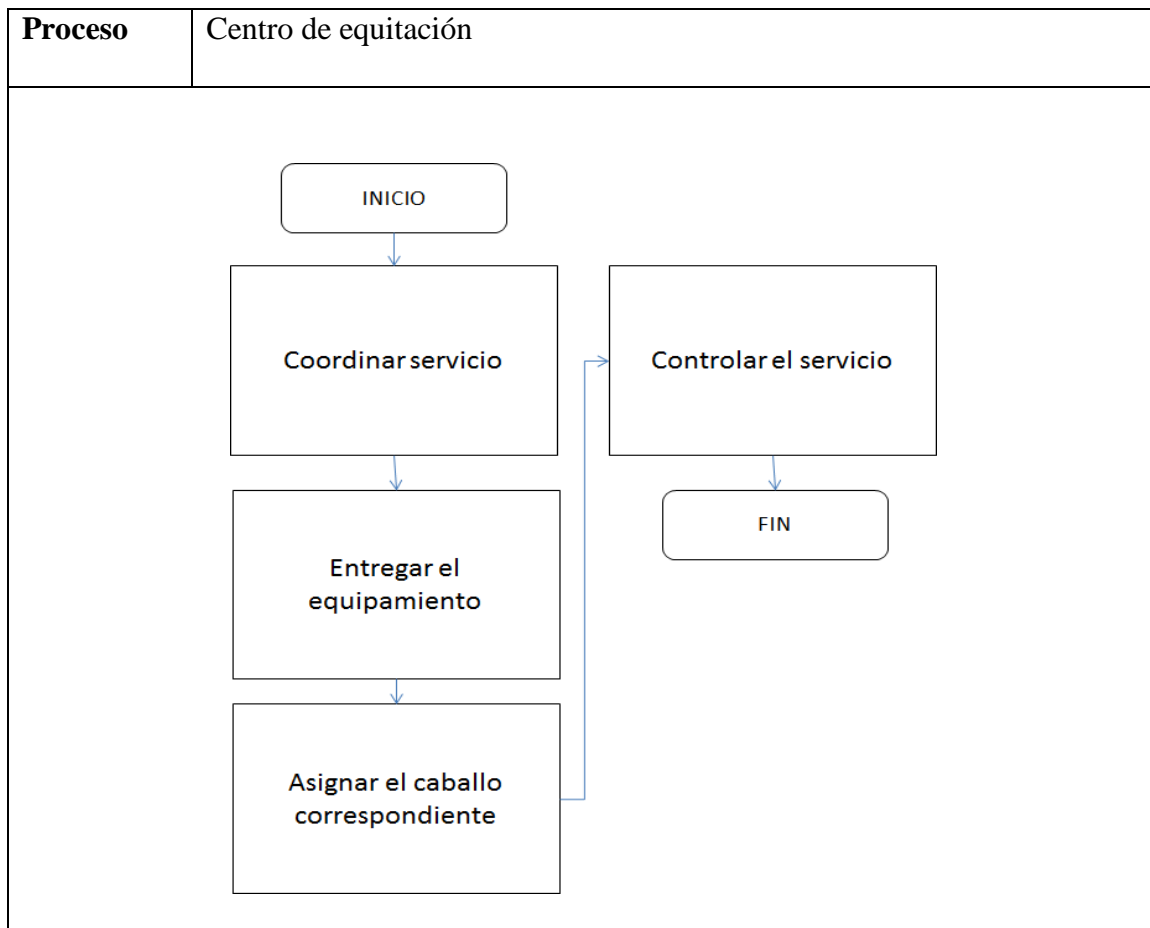 Proceso
Centro de equitación
INICIO
Coordinar servicio
Entregar el
equipamiento
Asignar el caballo
correspondiente
Controlar el servicio
FIN